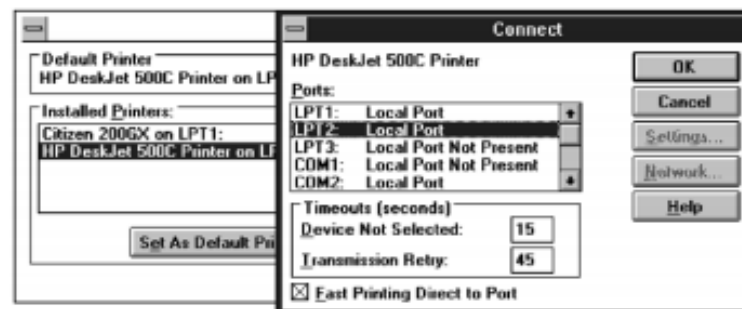 Default Printer
HP DeskJet 500C Printer on LP
Installed Printers:
Citizen 200GX on LPT1:
HP DeskJet 500C Printer on LP
Set As Default Pri
Connect
HP DeskJet 500C Printer
Ports:
LPT1: Local Port
LPT2: Local Port
LPT3: Local Port Not Present
COM1: Local Port Not Present
COM2: Local Port
Timeouts (seconds)
Device Not Selected: 15
Transmission Retry: 45
Fast Printing Direct to Port
OK
Cancel
Settings...
Network...
Help